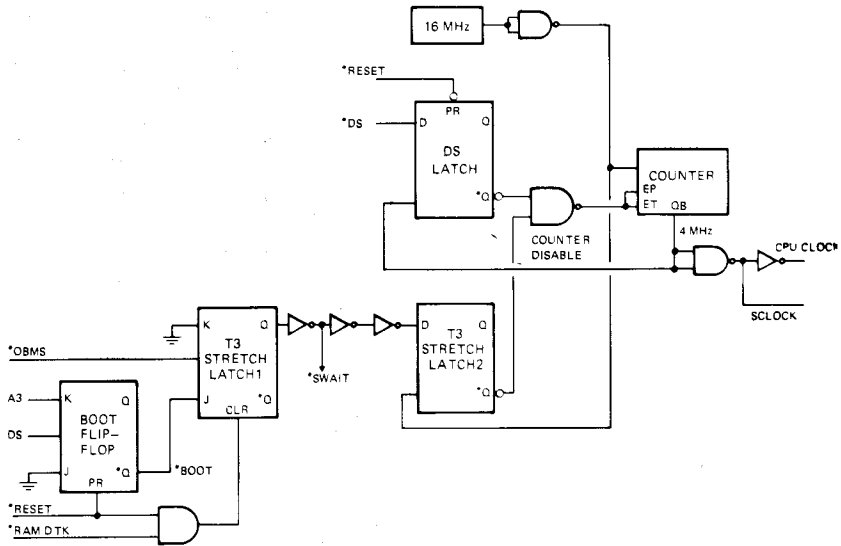 16 MHz
*RESET
PR
*DS
D
Q
DS
LATCH
*Q
COUNTER
EP
ET
QB
4 MHz
COUNTER
DISABLE
CPU CLOCK
SCLOCK
K
Q
T3
STRETCH
LATCH1
J
*Q
CLR
*OBMS
*SWAIT
D
Q
T3
STRETCH
LATCH2
*Q
A3
K
Q
BOOT
FLIP-
FLOP
DS
J
*Q
PR
*BOOT
*RESET
*RAM DTK